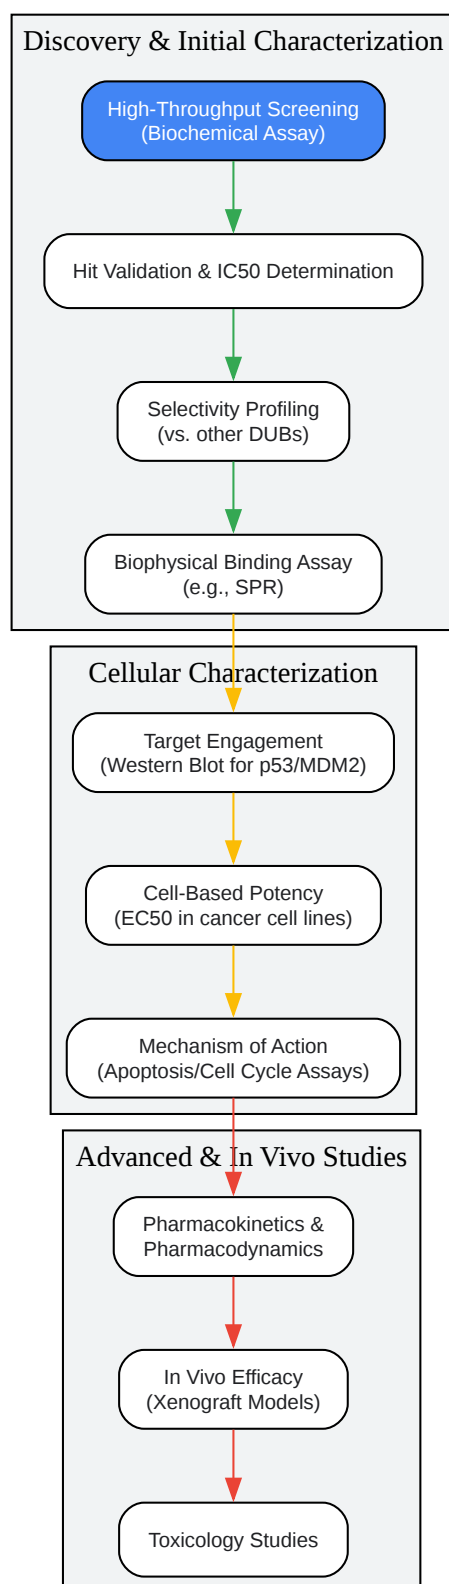 Discovery & Initial Characterization
High-Throughput Screening
(Biochemical Assay)
Hit Validation & IC50 Determination
Selectivity Profiling
(vs. other DUBs)
Biophysical Binding Assay
(e.g., SPR)
Cellular Characterization
Target Engagement
(Western Blot for p53/MDM2)
Cell-Based Potency
(EC50 in cancer cell lines)
Mechanism of Action
(Apoptosis/Cell Cycle Assays)
Advanced & In Vivo Studies
Pharmacokinetics &
Pharmacodynamics
In Vivo Efficacy
(Xenograft Models)
Toxicology Studies